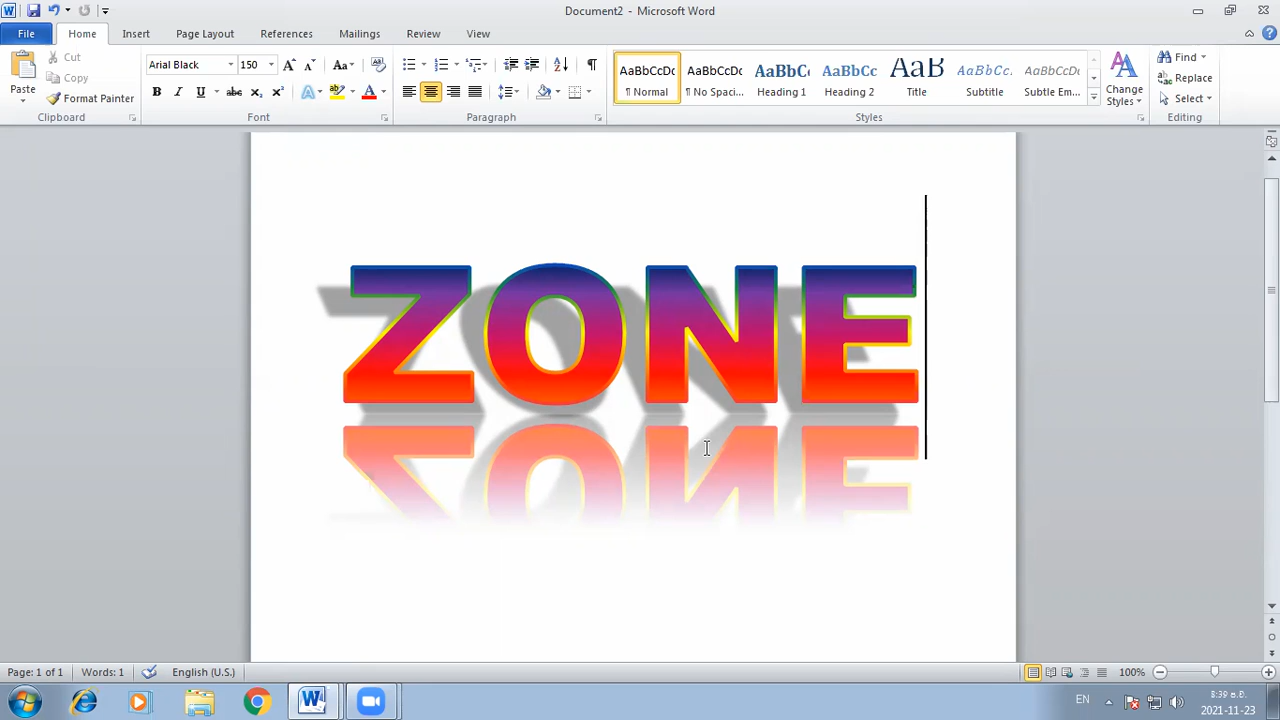 Document2 - Microsoft Word
File Home Insert Page Layout References Mailings Review View
Paste
Cut
Copy
Format Painter
Clipboard
Arial Black 150
Font
Paragraph
AaBbCcDc AaBbCcDc AaBbC AaBbCc AaB AaBbCc. AaBbCcDc
¶ Normal ¶ No Spaci... Heading 1 Heading 2 Title Subtitle Subtle Em...
Styles
Change Styles
Find
Replace
Select
Editing
ZONE
Page: 1 of 1 Words: 1 English (U.S.) 100%
EN
2021-11-23